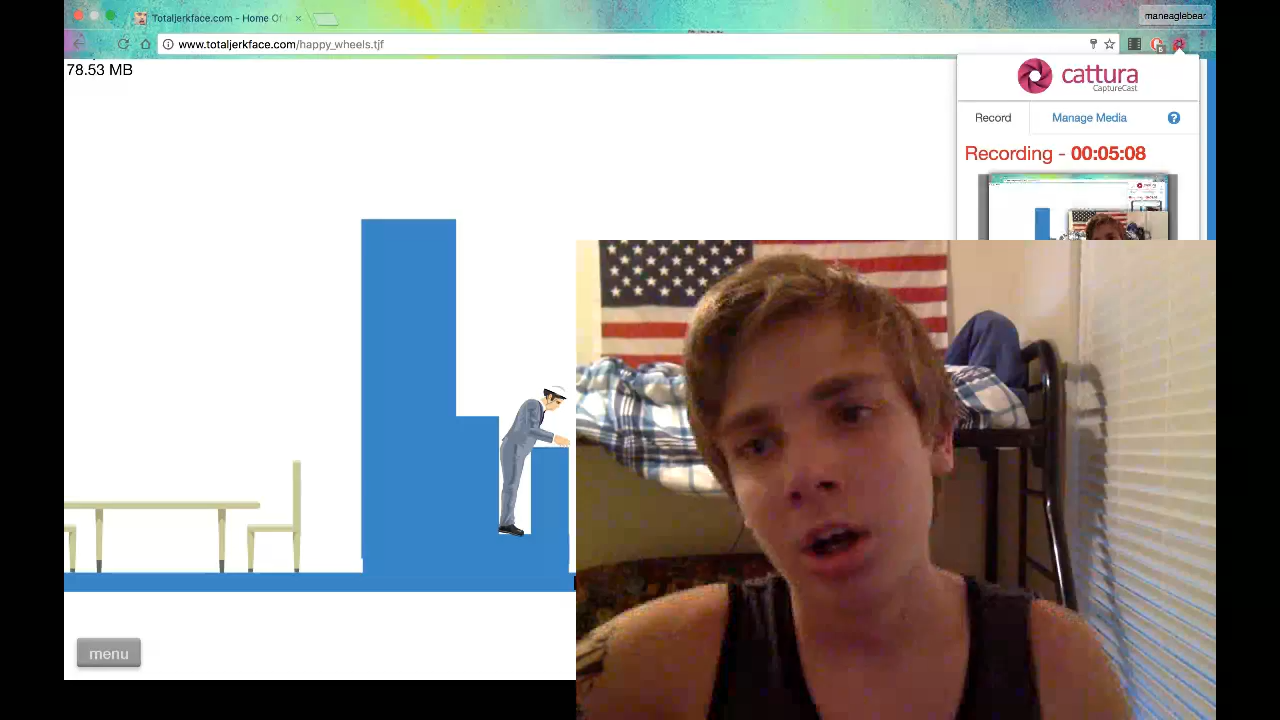 Totaljerkface.com - Home Of
maneaglebear
www.totaljerkface.com/happy_wheels.tjf
78.53 MB
cattura
CaptureCast
Record
Manage Media
?
Recording - 00:05:08
menu